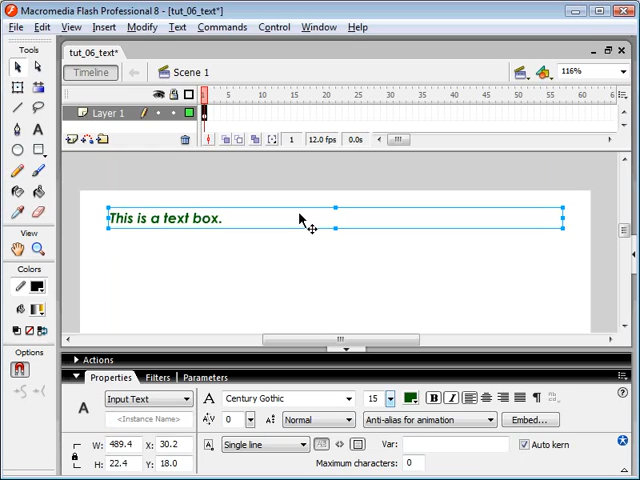 Macromedia Flash Professional 8 - [tut_06_text*]
File Edit View Insert Modify Text Commands Control Window Help
Tools
tut_06_text*
Timeline Scene 1 116%
1 5 10 15 20 25 30 35 40 45 50 55 60 65
Layer 1
1 12.0 fps 0.0s
This is a text box.
View
Colors
Options
Actions
Properties Filters Parameters
Input Text A Century Gothic 15 B I
A <Instance Name> A/V 0 Normal Anti-alias for animation Embed...
W: 489.4 X: 30.2 Single line Var: Auto kern
H: 22.4 Y: 18.0 Maximum characters: 0